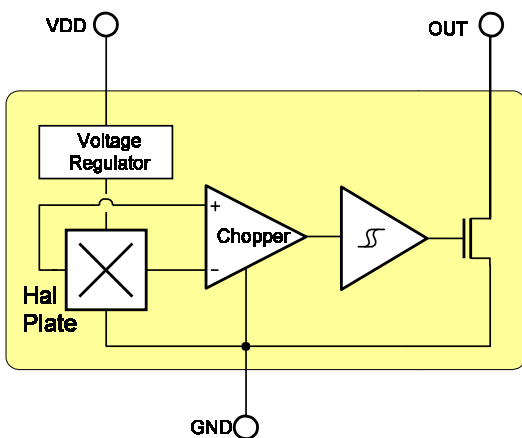 VDD
OUT
Voltage
Regulator
+
Chopper
-
Hal
Plate
GND